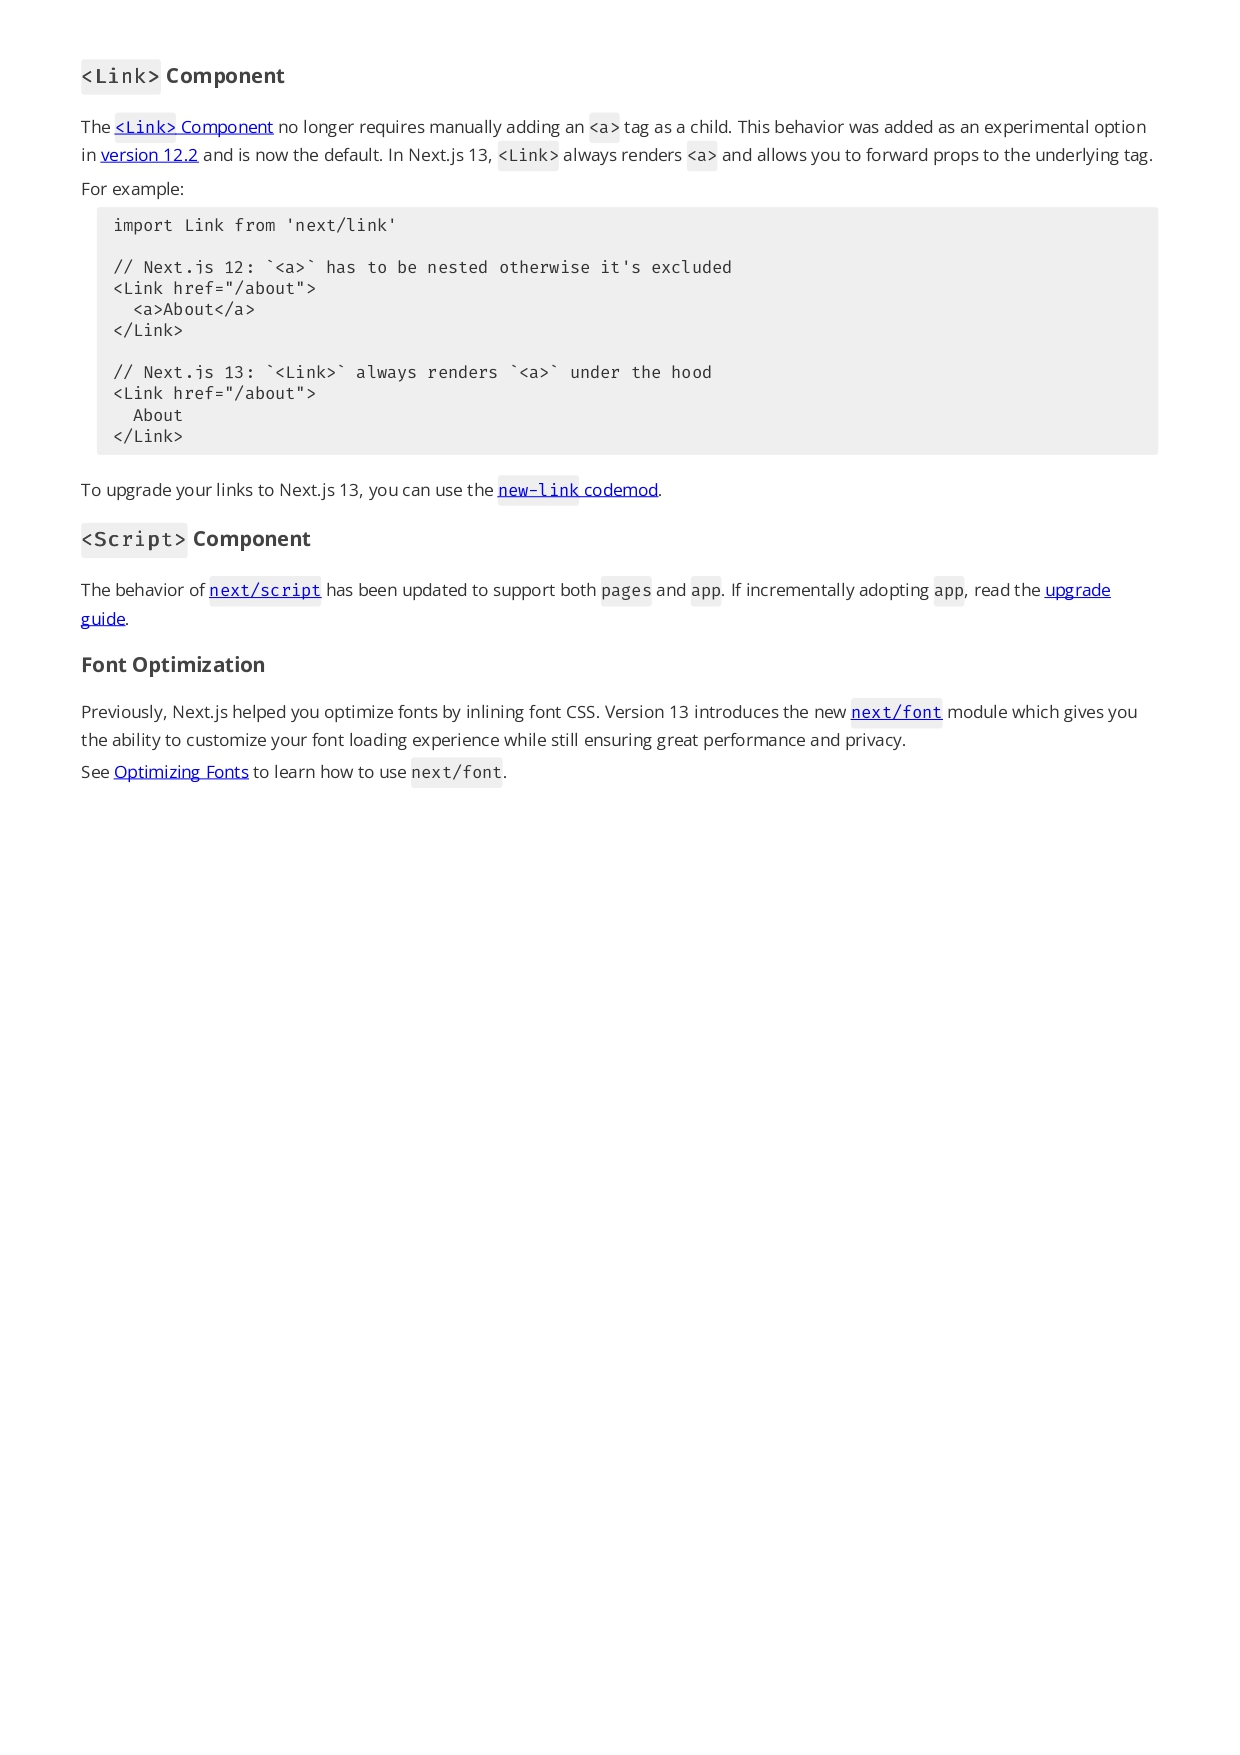 <Link> Component
The <Link> Component no longer requires manually adding an <a> tag as a child. This behavior was added as an experimental option
in version 12.2 and is now the default. In Next.js 13, <Link> always renders <a> and allows you to forward props to the underlying tag.
For example:
import Link from 'next/link'
// Next.js 12: `<a>` has to be nested otherwise it's excluded
<Link href="/about">
  <a>About</a>
</Link>
// Next.js 13: `<Link>` always renders `<a>` under the hood
<Link href="/about">
  About
</Link>
To upgrade your links to Next.js 13, you can use the new-link codemod.
<Script> Component
The behavior of next/script has been updated to support both pages and app. If incrementally adopting app, read the upgrade
guide.
Font Optimization
Previously, Next.js helped you optimize fonts by inlining font CSS. Version 13 introduces the new next/font module which gives you
the ability to customize your font loading experience while still ensuring great performance and privacy.
See Optimizing Fonts to learn how to use next/font.